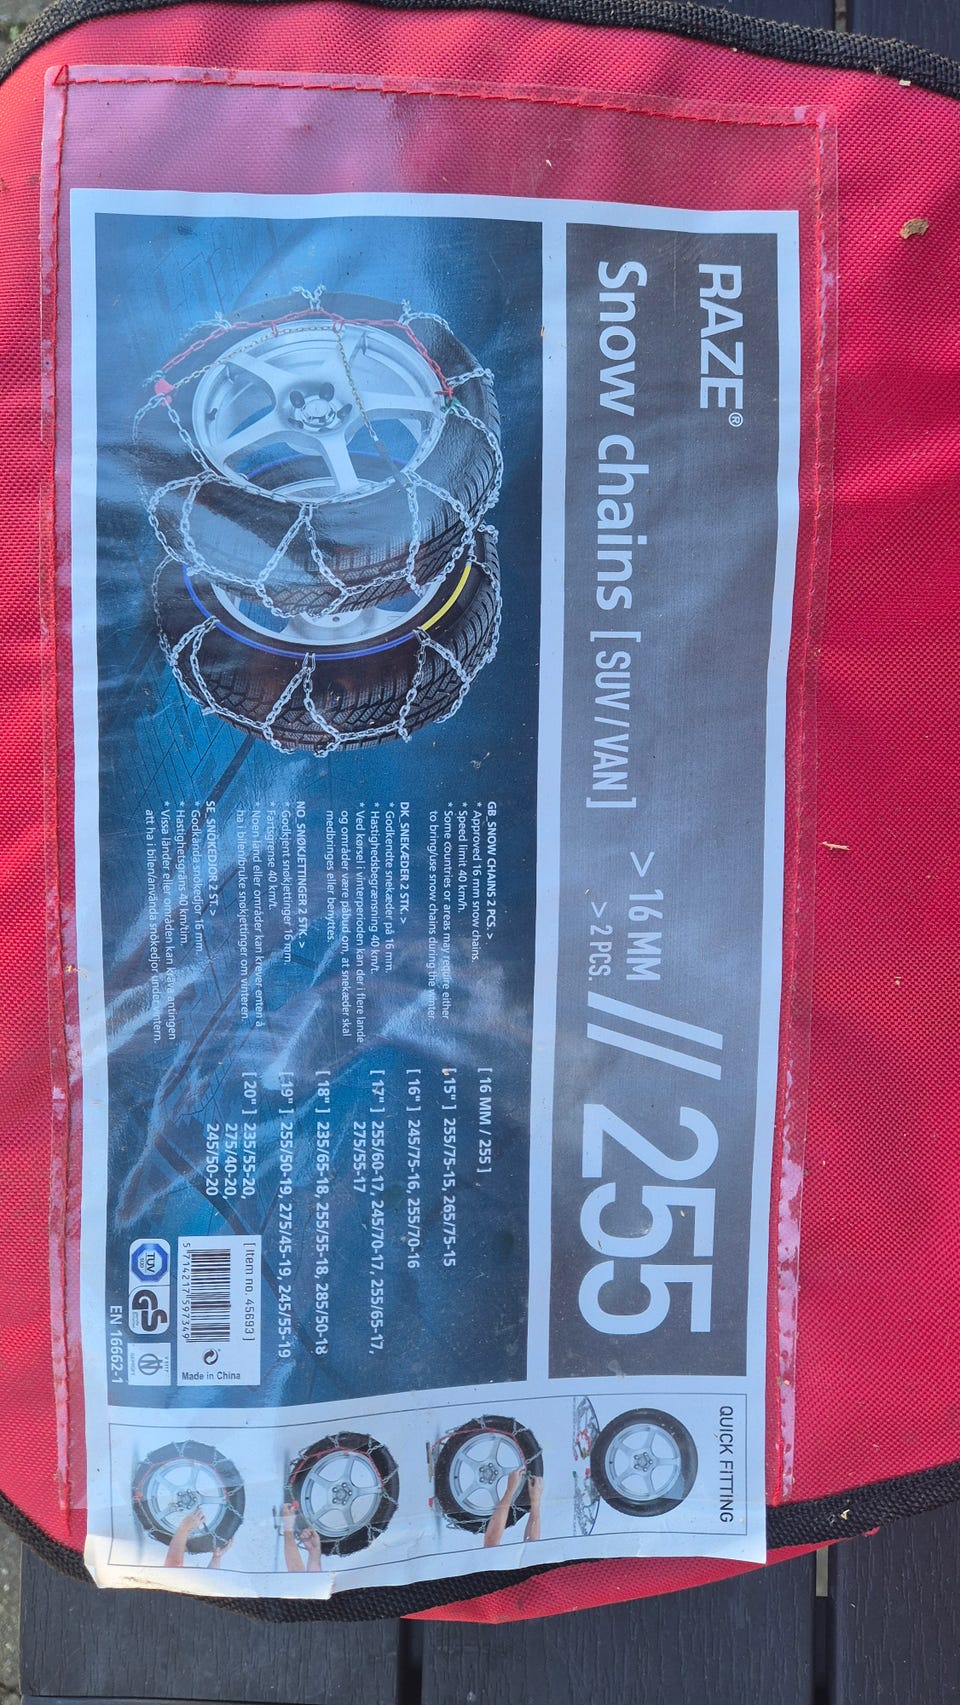 RAZE®
Snow chains [SUV/VAN]
> 16 MM
> 2 PCS.
// 255
GB_SNOW CHAINS 2 PCS. >
* Approved 16 mm snow chains.
* Speed limit 40 km/h.
* Some countries or areas may require either
to bring/use snow chains during the winter.
DK_SNEKÆDER 2 STK. >
* Godkendte snekæder på 16 mm.
* Hastighedsbegrænsning 40 km/t.
* Ved kørsel i vinterperioden kan der i flere lande
og områder være påbud om, at snekæder skal
medbringes eller benyttes.
NO_SNØKJETTINGER 2 STK. >
* Godkjent snøkjettinger 16 mm.
* Fartsgrense 40 km/t.
* Noen land eller områder kan krever enten å
ha i bilen/bruke snøkjettinger om vinteren.
SE_SNÖKEDJOR 2 ST. >
* Godkända snökedjor 16 mm.
* Hastighetsgräns 40 km/tim.
* Vissa länder eller områden kan kräva antingen
att ha i bilen/använda snökedjor under vintern.
[ 16 MM / 255 ]
[ 15" ] 255/75-15, 265/75-15
[ 16" ] 245/75-16, 255/70-16
[ 17" ] 255/60-17, 245/70-17, 255/65-17,
275/55-17
[ 18" ] 235/65-18, 255/55-18, 285/50-18
[ 19" ] 255/50-19, 275/45-19, 245/55-19
[ 20" ] 235/55-20,
275/40-20,
245/50-20
[ Item no. 45693 ]
5 714217 597349
Made in China
TÜV
GS
N
EN 16662-1
QUICK FITTING